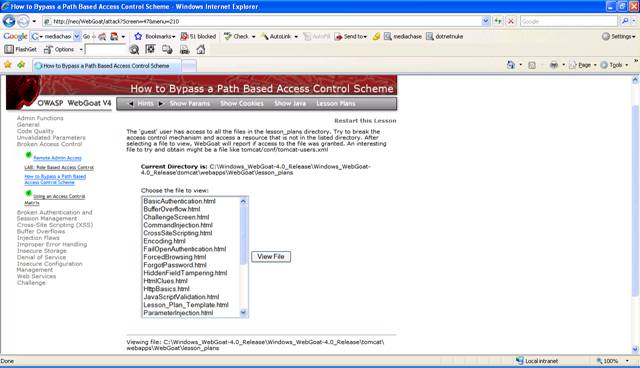 How to Bypass a Path Based Access Control Scheme - Windows Internet Explorer
http://neo/WebGoat/attack?Screen=47&menu=210
Google
Google mediachase Go Bookmarks 51 blocked Check AutoLink AutoFill Send to mediachase dotnetnuke Settings
FlashGet Options
How to Bypass a Path Based Access Control Scheme Page Tools
How to Bypass a Path Based Access Control Scheme
OWASP WebGoat V4 Hints Show Params Show Cookies Show Java Lesson Plans
Restart this Lesson
Admin Functions
General
Code Quality
Unvalidated Parameters
Broken Access Control
Remote Admin Access
LAB: Role Based Access Control
How to Bypass a Path Based
Access Control Scheme
Using an Access Control
Matrix
Broken Authentication and
Session Management
Cross-Site Scripting (XSS)
Buffer Overflows
Injection Flaws
Improper Error Handling
Insecure Storage
Denial of Service
Insecure Configuration
Management
Web Services
Challenge
The 'guest' user has access to all the files in the lesson_plans directory. Try to break the
access control mechanism and access a resource that is not in the listed directory. After
selecting a file to view, WebGoat will report if access to the file was granted. An interesting
file to try and obtain might be a file like tomcat/conf/tomcat-users.xml
Current Directory is: C:\Windows_WebGoat-4.0_Release\Windows_WebGoat-
4.0_Release\tomcat\webapps\WebGoat\lesson_plans
Choose the file to view:
BasicAuthentication.html
BufferOverflow.html
ChallengeScreen.html
CommandInjection.html
CrossSiteScripting.html
Encoding.html
FailOpenAuthentication.html
ForcedBrowsing.html
ForgotPassword.html
HiddenFieldTampering.html
HtmlClues.html
HttpBasics.html
JavaScriptValidation.html
Lesson_Plan_Template.html
ParameterInjection.html
View File
Viewing file: C:\Windows_WebGoat-4.0_Release\Windows_WebGoat-4.0_Release\tomcat\
webapps\WebGoat\lesson_plans
Done Local intranet 100%